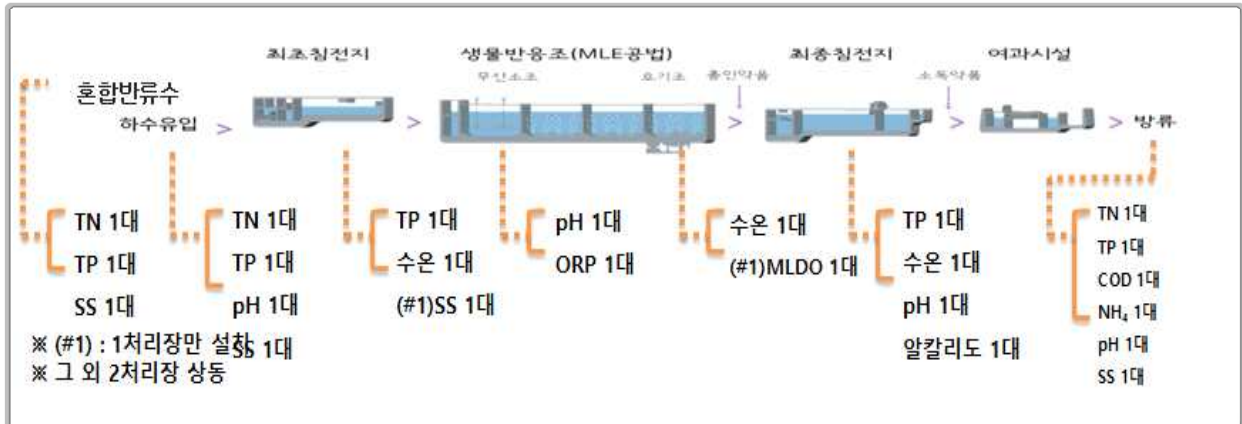 최초침전지
생물반응조(MLE공법)
최종침전지
여과시설
무산소조
호기조
총인약품
소독약품
혼합반류수
하수유입
>
>
>
>
>
방류
TN 1대
TP 1대
SS 1대
TN 1대
TP 1대
pH 1대
SS 1대
TP 1대
수온 1대
(#1)SS 1대
pH 1대
ORP 1대
수온 1대
(#1)MLDO 1대
TP 1대
수온 1대
pH 1대
알칼리도 1대
TN 1대
TP 1대
COD 1대
NH₄ 1대
pH 1대
SS 1대
※ (#1) : 1처리장만 설치
※ 그 외 2처리장 상동